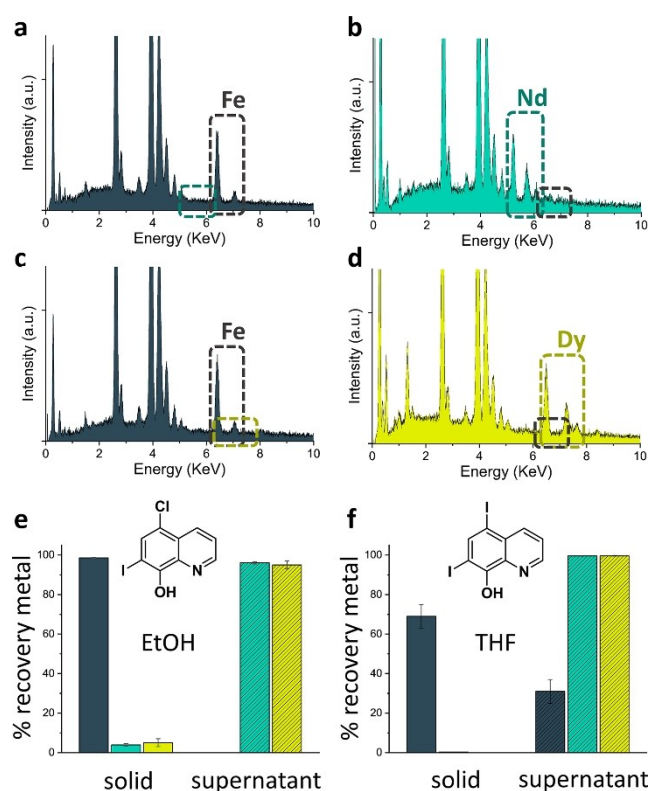 a
b
Fe
Nd
Intensity (a.u.)
Intensity (a.u.)
0 2 4 6 8 10
0 2 4 6 8 10
Energy (KeV)
Energy (KeV)
c
d
Fe
Dy
Intensity (a.u.)
Intensity (a.u.)
0 2 4 6 8 10
0 2 4 6 8 10
Energy (KeV)
Energy (KeV)
e
f
Cl
I
N
OH
EtOH
% recovery metal
100
80
60
40
20
0
solid supernatant
I
I
N
OH
THF
% recovery metal
100
80
60
40
20
0
solid supernatant